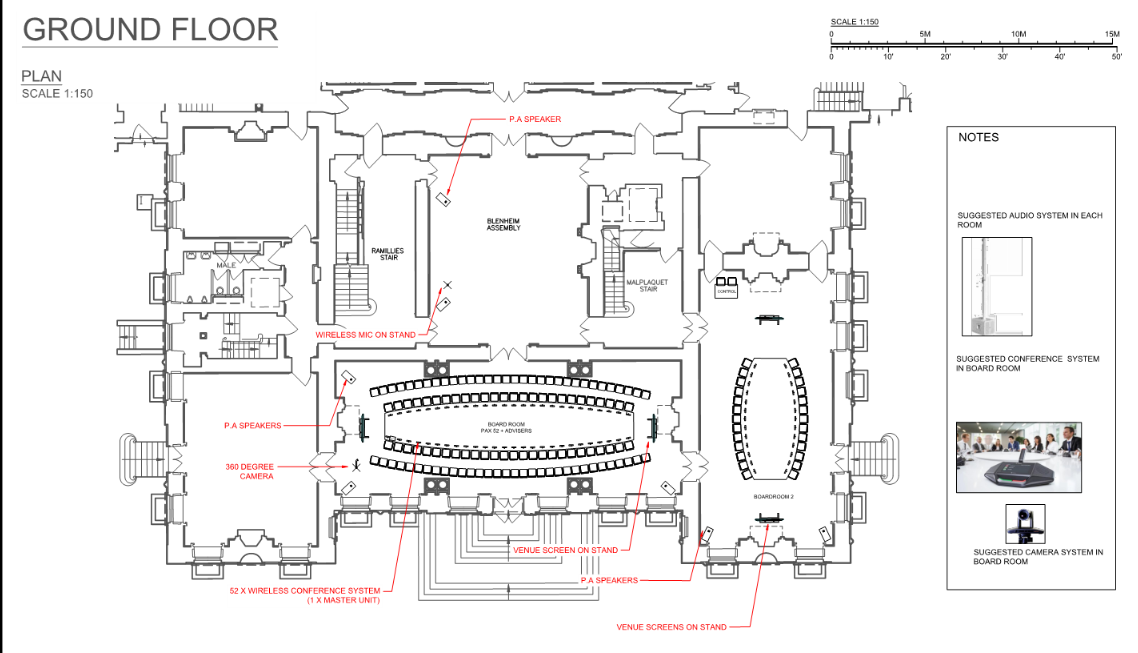 GROUND FLOOR
PLAN
SCALE 1:150
SCALE 1:150
0 5M 10M 15M
0 10' 20' 30' 40' 50'
NOTES
P.A SPEAKER
BLENHEIM
ASSEMBLY
RAMILLIES
STAIR
MALE
MALPLAQUET
STAIR
CONTROL
WIRELESS MIC ON STAND
P.A SPEAKERS
360 DEGREE
CAMERA
BOARD ROOM
PAX 52 + ADVISERS
BOARDROOM 2
VENUE SCREEN ON STAND
P.A SPEAKERS
52 X WIRELESS CONFERENCE SYSTEM
(1 X MASTER UNIT)
VENUE SCREENS ON STAND
SUGGESTED AUDIO SYSTEM IN EACH
ROOM
SUGGESTED CONFERENCE SYSTEM
IN BOARD ROOM
SUGGESTED CAMERA SYSTEM IN
BOARD ROOM